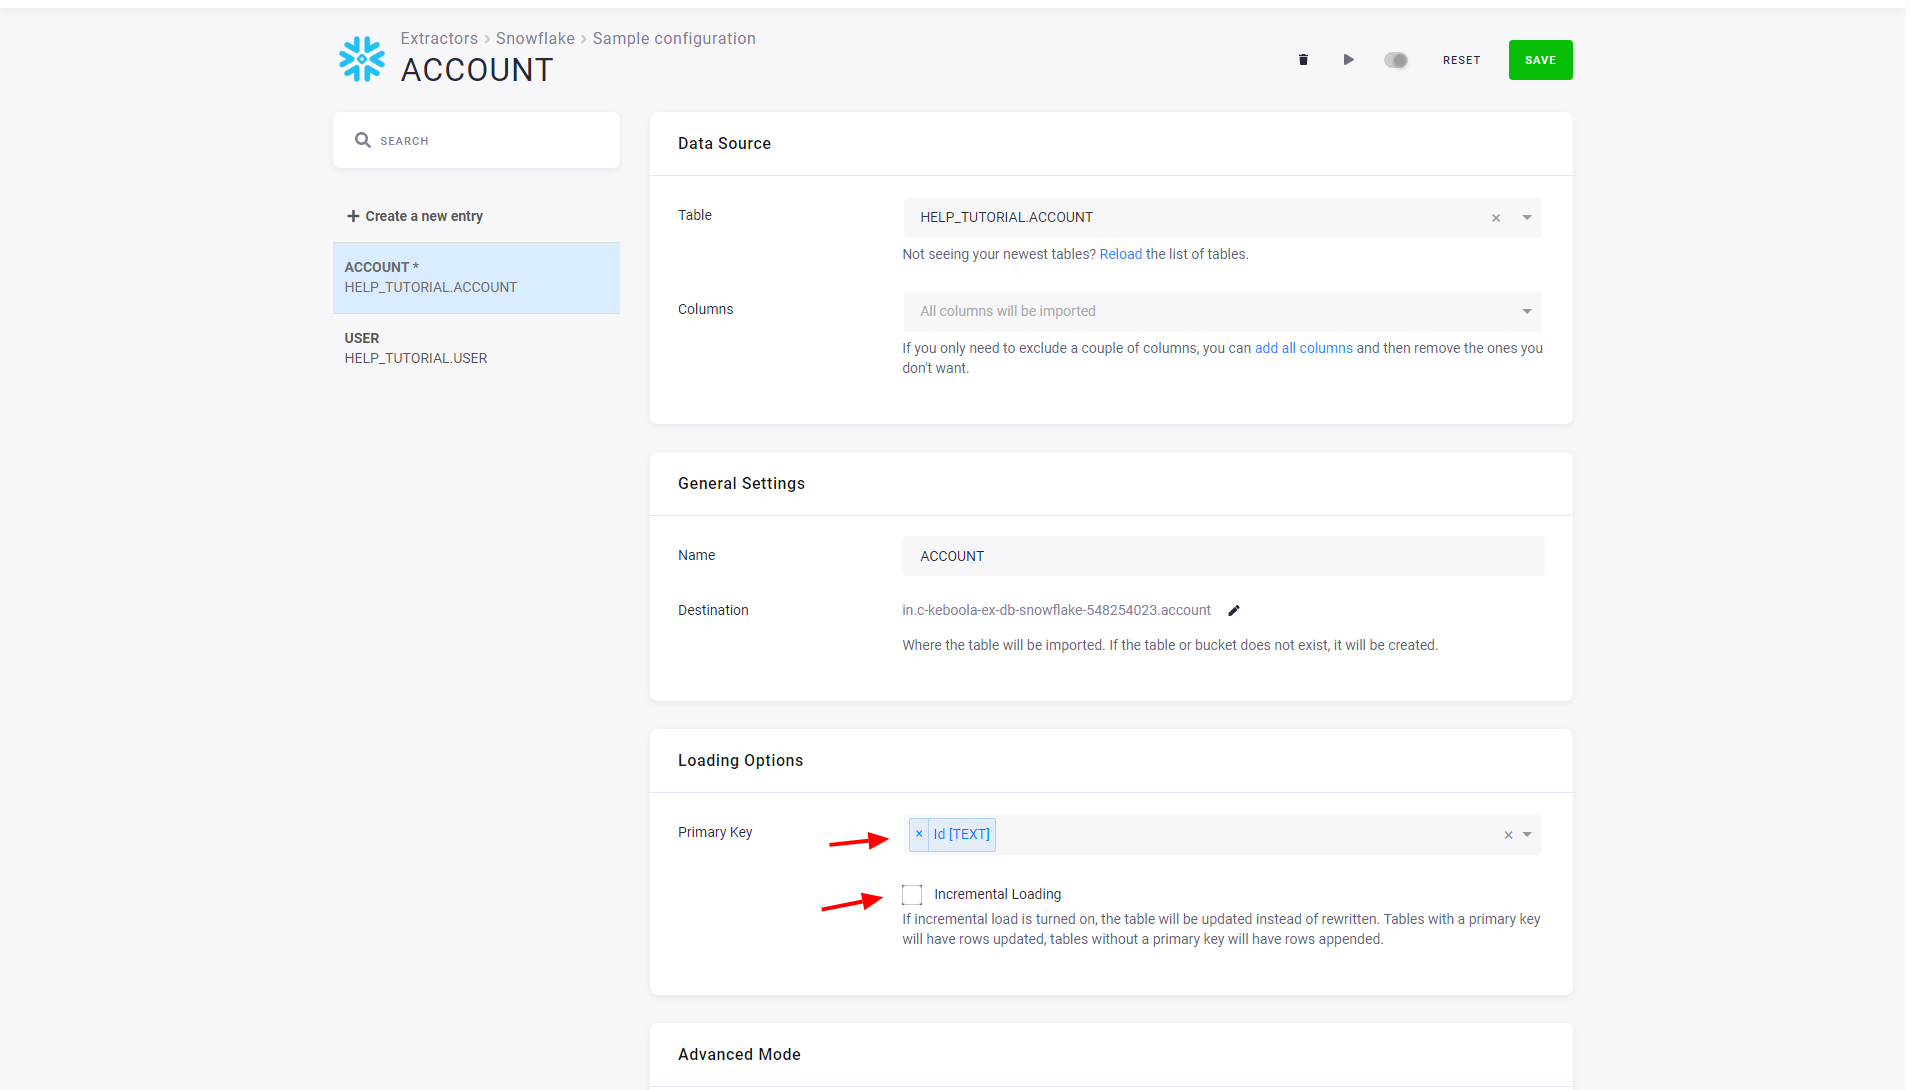 Extractors > Snowflake > Sample configuration
ACCOUNT
RESET
SAVE
SEARCH
+ Create a new entry
ACCOUNT *
HELP_TUTORIAL.ACCOUNT
USER
HELP_TUTORIAL.USER
Data Source
Table
HELP_TUTORIAL.ACCOUNT
Not seeing your newest tables? Reload the list of tables.
Columns
All columns will be imported
If you only need to exclude a couple of columns, you can add all columns and then remove the ones you
don't want.
General Settings
Name
ACCOUNT
Destination
in.c-keboola-ex-db-snowflake-548254023.account
Where the table will be imported. If the table or bucket does not exist, it will be created.
Loading Options
Primary Key
× Id [TEXT]
Incremental Loading
If incremental load is turned on, the table will be updated instead of rewritten. Tables with a primary key
will have rows updated, tables without a primary key will have rows appended.
Advanced Mode